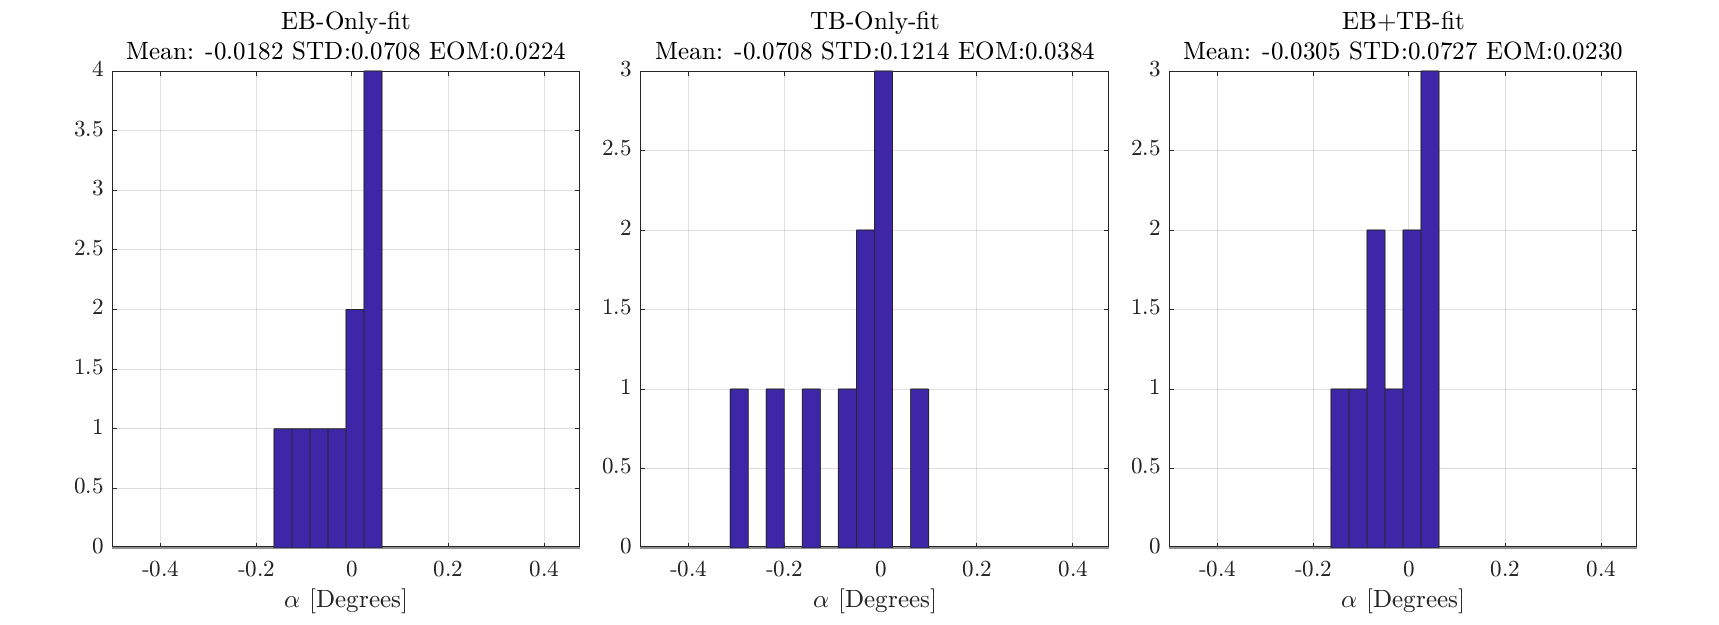 EB-Only-fit
Mean: -0.0182 STD:0.0708 EOM:0.0224
4
3.5
3
2.5
2
1.5
1
0.5
0
-0.4 -0.2 0 0.2 0.4
α [Degrees]
TB-Only-fit
Mean: -0.0708 STD:0.1214 EOM:0.0384
3
2.5
2
1.5
1
0.5
0
-0.4 -0.2 0 0.2 0.4
α [Degrees]
EB+TB-fit
Mean: -0.0305 STD:0.0727 EOM:0.0230
3
2.5
2
1.5
1
0.5
0
-0.4 -0.2 0 0.2 0.4
α [Degrees]